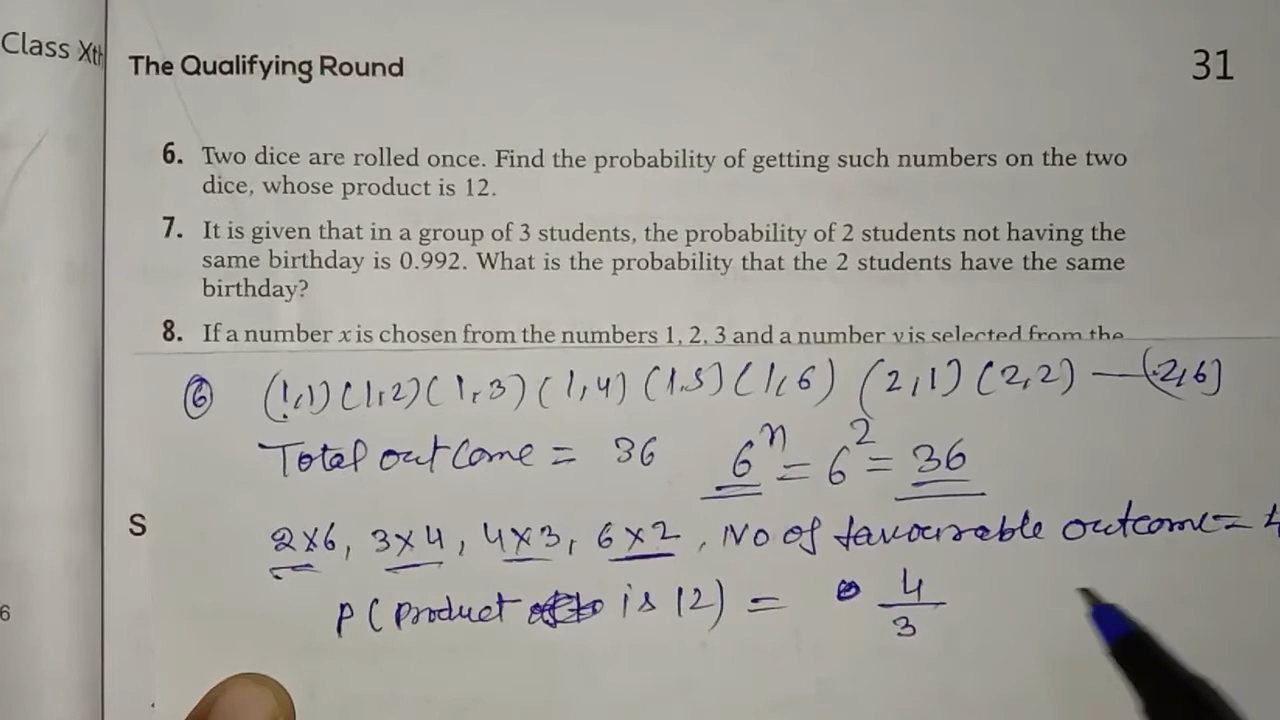 Class Xth
The Qualifying Round
31
6. Two dice are rolled once. Find the probability of getting such numbers on the two
dice, whose product is 12.
7. It is given that in a group of 3 students, the probability of 2 students not having the
same birthday is 0.992. What is the probability that the 2 students have the same
birthday?
8. If a number x is chosen from the numbers 1, 2, 3 and a number y is selected from the
6 (1,1) (1,2) (1,3) (1,4) (1,5) (1,6) (2,1) (2,2) — (2,6)
Total outcome = 36 6ⁿ = 6² = 36
S
2×6, 3×4, 4×3, 6×2, No of favourable outcome = 4
6
P(Product is 12) = 4/3